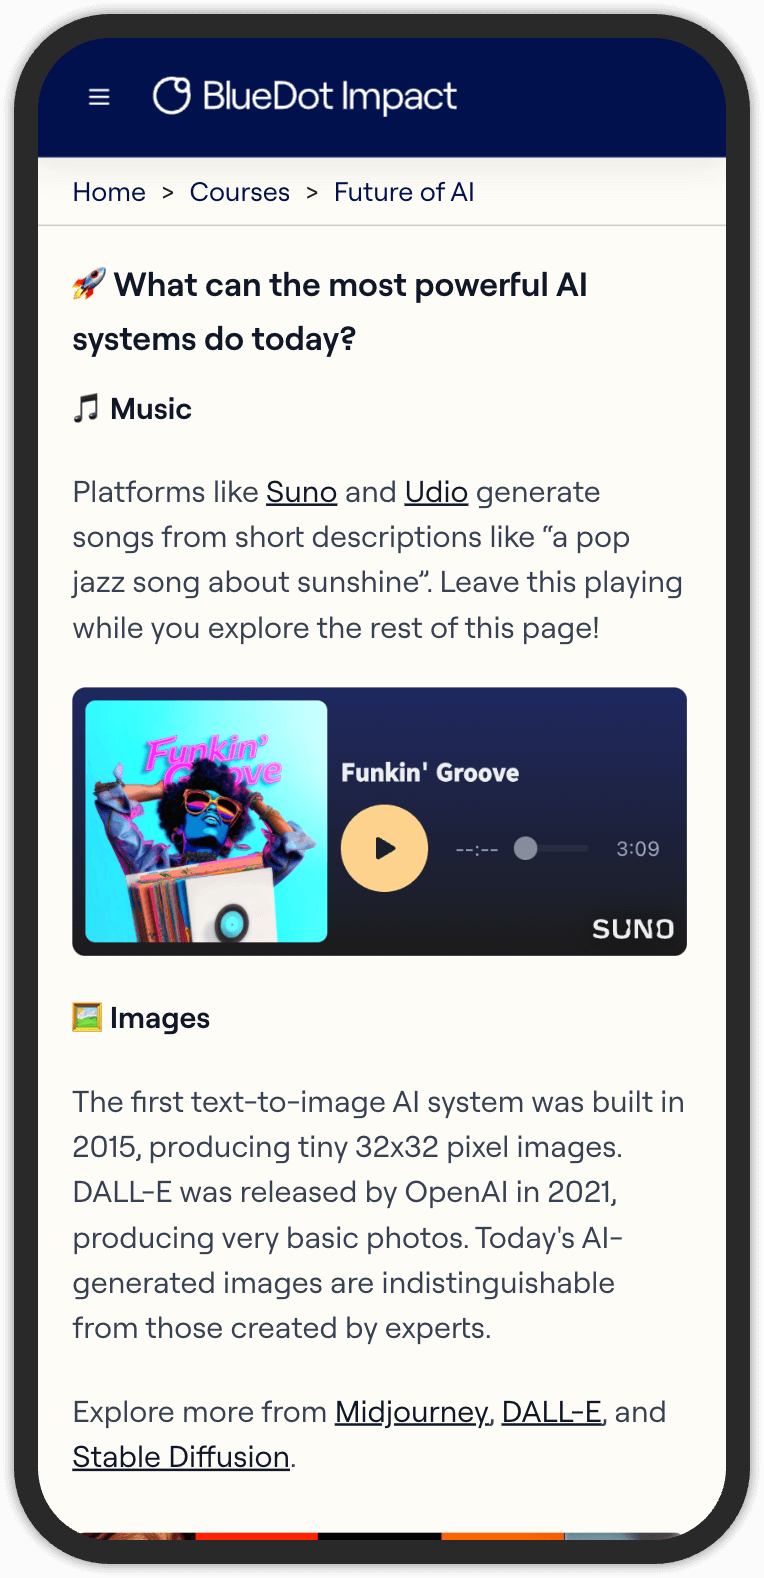 BlueDot Impact
Home > Courses > Future of AI
🚀 What can the most powerful AI
systems do today?
🎵 Music
Platforms like Suno and Udio generate
songs from short descriptions like “a pop
jazz song about sunshine”. Leave this playing
while you explore the rest of this page!
Funkin' Groove
Funkin' Groove
--:-- 3:09
SUNO
🖼️ Images
The first text-to-image AI system was built in
2015, producing tiny 32x32 pixel images.
DALL-E was released by OpenAI in 2021,
producing very basic photos. Today's AI-
generated images are indistinguishable
from those created by experts.
Explore more from Midjourney, DALL-E, and
Stable Diffusion.